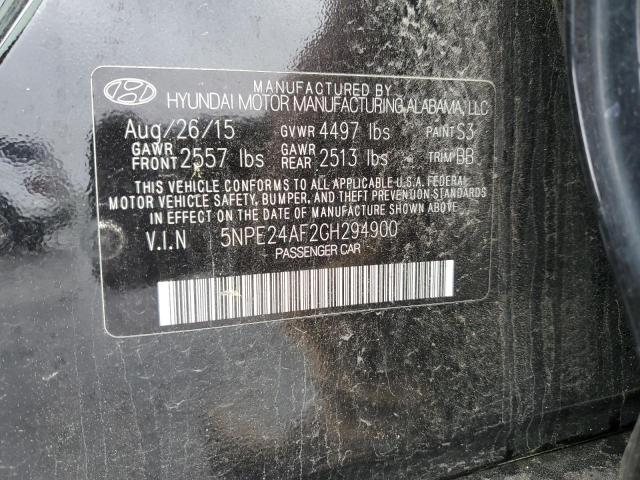 MANUFACTURED BY
HYUNDAI MOTOR MANUFACTURING ALABAMA, LLC
Aug/26/15 GVWR 4497 lbs PAINT S3
GAWR FRONT 2557 lbs GAWR REAR 2513 lbs TRIM BB
THIS VEHICLE CONFORMS TO ALL APPLICABLE U.S.A. FEDERAL
MOTOR VEHICLE SAFETY, BUMPER, AND THEFT PREVENTION STANDARDS
IN EFFECT ON THE DATE OF MANUFACTURE SHOWN ABOVE.
V.I.N 5NPE24AF2GH294900
PASSENGER CAR